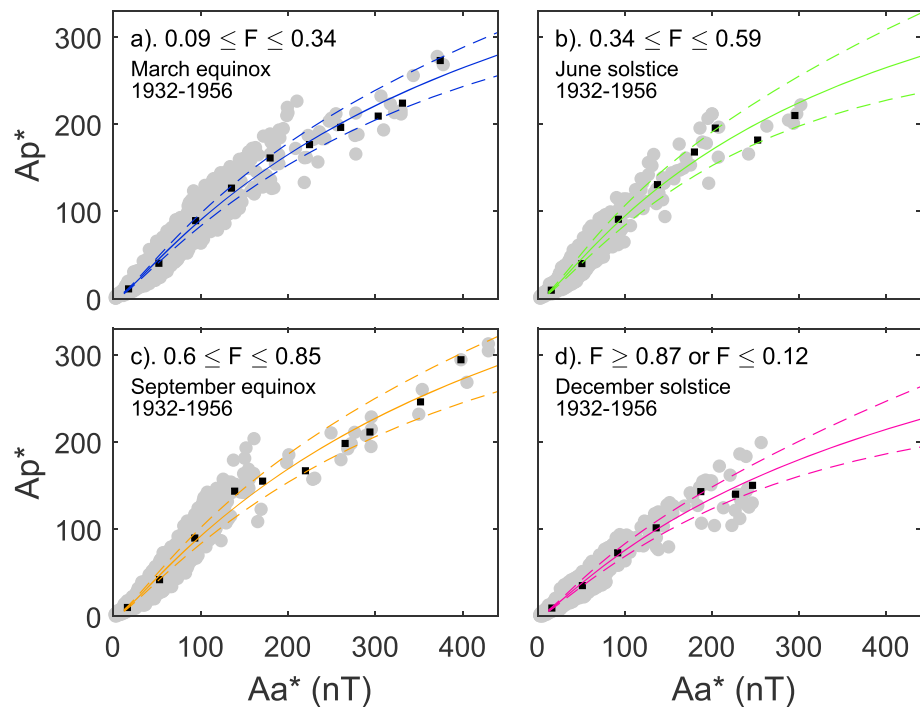 a). 0.09 ≤ F ≤ 0.34
March equinox
1932-1956
300
200
100
0
Ap*
b). 0.34 ≤ F ≤ 0.59
June solstice
1932-1956
c). 0.6 ≤ F ≤ 0.85
September equinox
1932-1956
300
200
100
0
Ap*
0 100 200 300 400
Aa* (nT)
d). F ≥ 0.87 or F ≤ 0.12
December solstice
1932-1956
0 100 200 300 400
Aa* (nT)